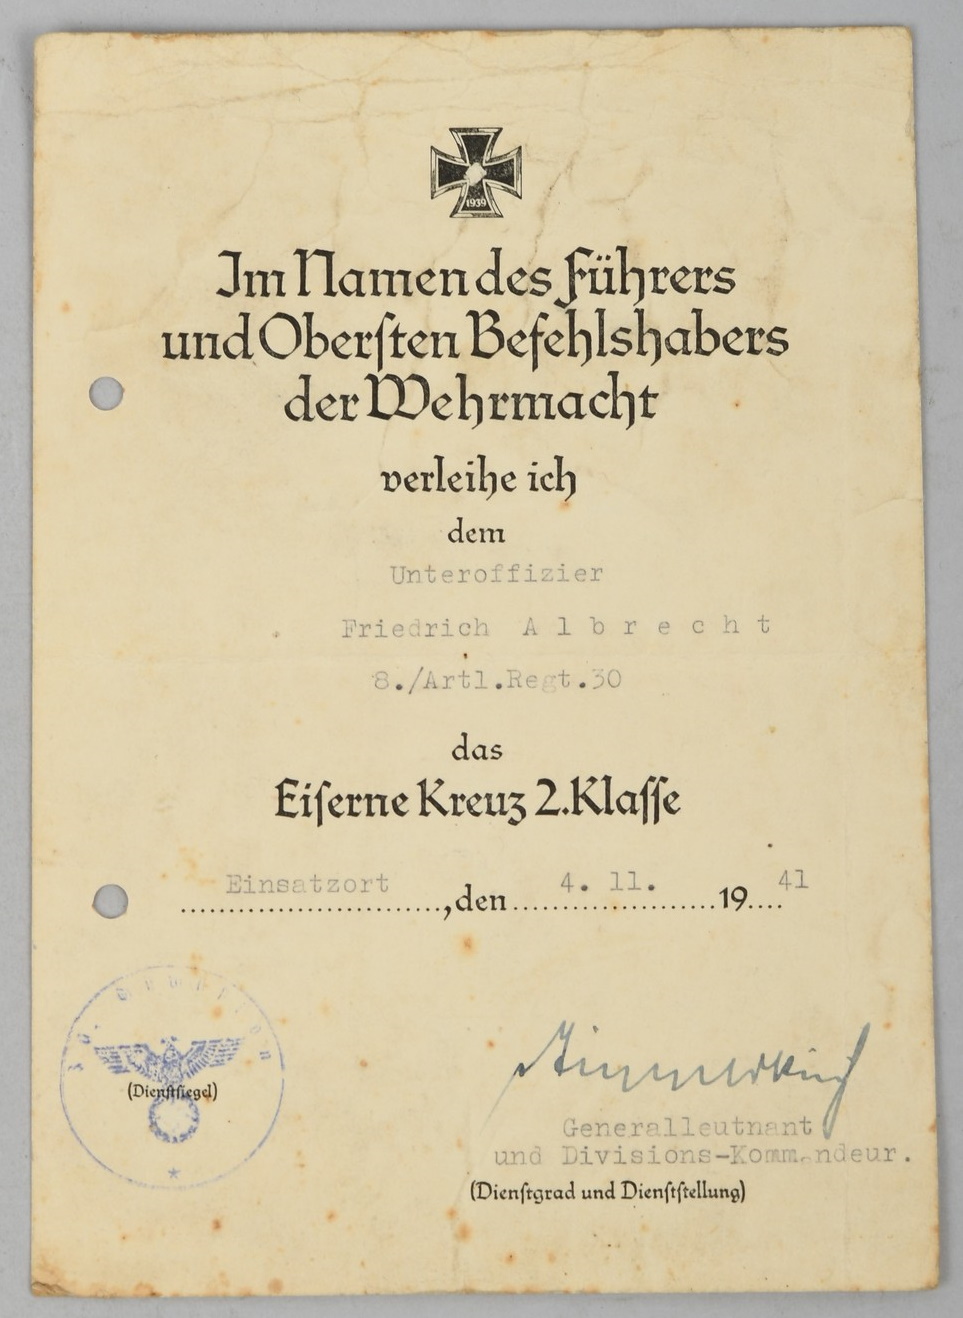 1939
Im Namen des Führers
und Oberſten Befehlshabers
der Wehrmacht
verleihe ich
dem
Unteroffizier
Friedrich A l b r e c h t
8./Artl.Regt.30
das
Eiſerne Kreuz 2.Klaſſe
Einsatzort, den 4. 11. 1941
(Dienſtſiegel)
Generalleutnant
und Divisions-Kommandeur.
(Dienſtgrad und Dienſtſtellung)